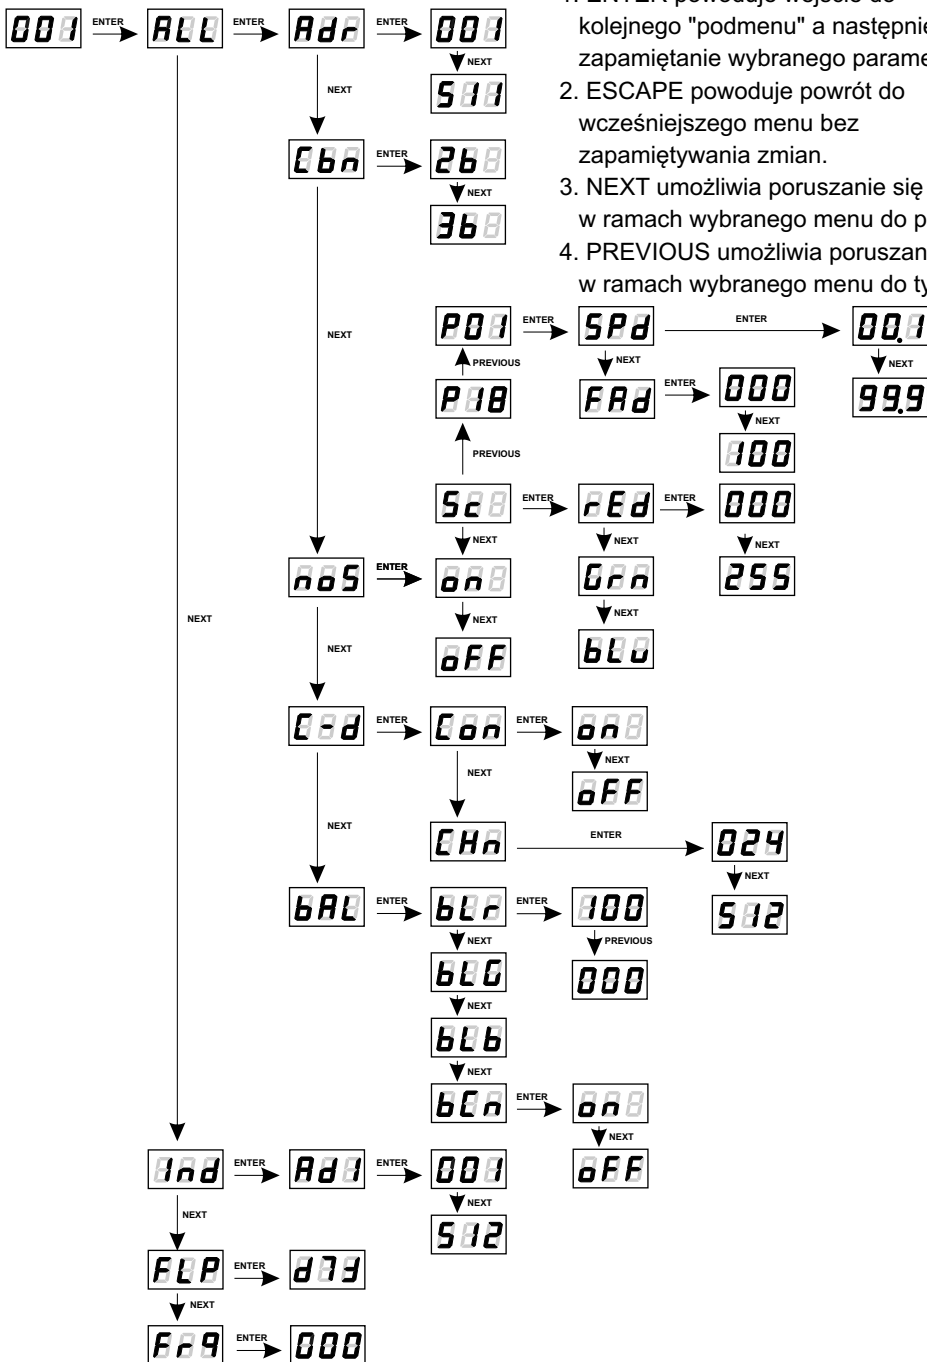 1. ENTER powoduje wejście do
kolejnego "podmenu" a następnie
zapamiętanie wybranego
2. ESCAPE powoduje powrót do
wcześniejszego menu bez
zapamiętywania zmian.
3. NEXT umożliwia poruszanie się
w ramach wybranego menu do
4. PREVIOUS umożliwia
w ramach wybranego menu do
001 ENTER ALL ENTER Adr ENTER 001
NEXT
511
NEXT
Cbn ENTER 2b
NEXT
3b
NEXT
P01 ENTER SPd ENTER 00.1
PREVIOUS NEXT NEXT
P18 FAd ENTER 000 99.9
NEXT
PREVIOUS 100
Sc ENTER rEd ENTER 000
NEXT NEXT NEXT
noS ENTER on Grn 255
NEXT NEXT NEXT
oFF bLu
NEXT
C-d ENTER Con ENTER on
NEXT NEXT
oFF
NEXT
CHn ENTER 024
NEXT
bAL ENTER bLr ENTER 100 512
NEXT PREVIOUS
bLG 000
NEXT
bLb
NEXT
bCn ENTER on
NEXT
Ind ENTER Ad1 ENTER 001 oFF
NEXT NEXT
512
FLP ENTER
NEXT
Frq ENTER 000